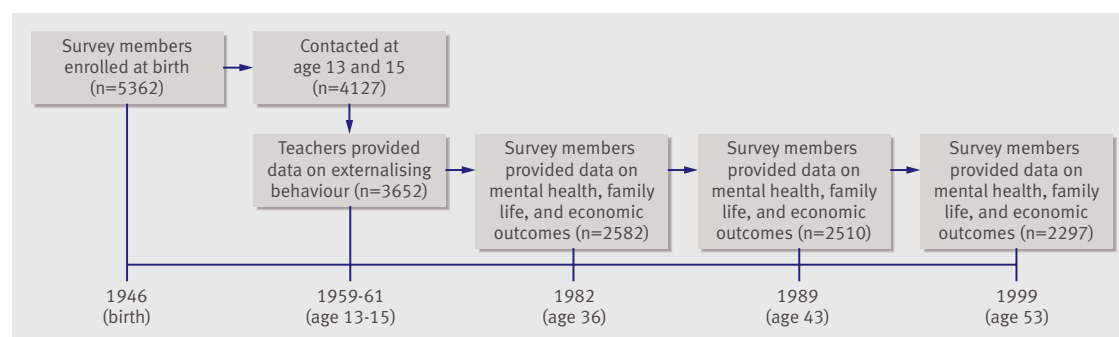 Survey members
enrolled at birth
(n=5362)
Contacted at
age 13 and 15
(n=4127)
Teachers provided
data on externalising
behaviour (n=3652)
Survey members
provided data on
mental health, family
life, and economic
outcomes (n=2582)
Survey members
provided data on
mental health, family
life, and economic
outcomes (n=2510)
Survey members
provided data on
mental health, family
life, and economic
outcomes (n=2297)
1946
(birth)
1959-61
(age 13-15)
1982
(age 36)
1989
(age 43)
1999
(age 53)